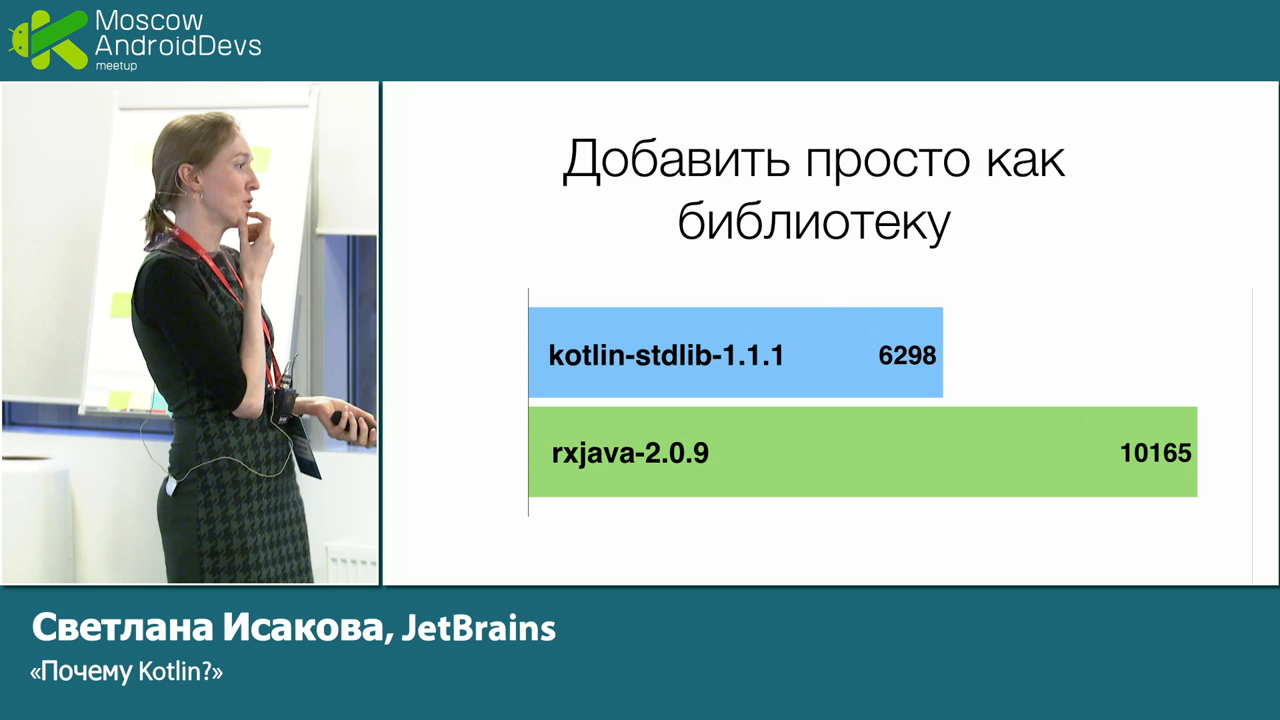 Moscow
AndroidDevs
meetup
Добавить просто как
библиотеку
kotlin-stdlib-1.1.1 6298
rxjava-2.0.9 10165
Светлана Исакова, JetBrains
«Почему Kotlin?»